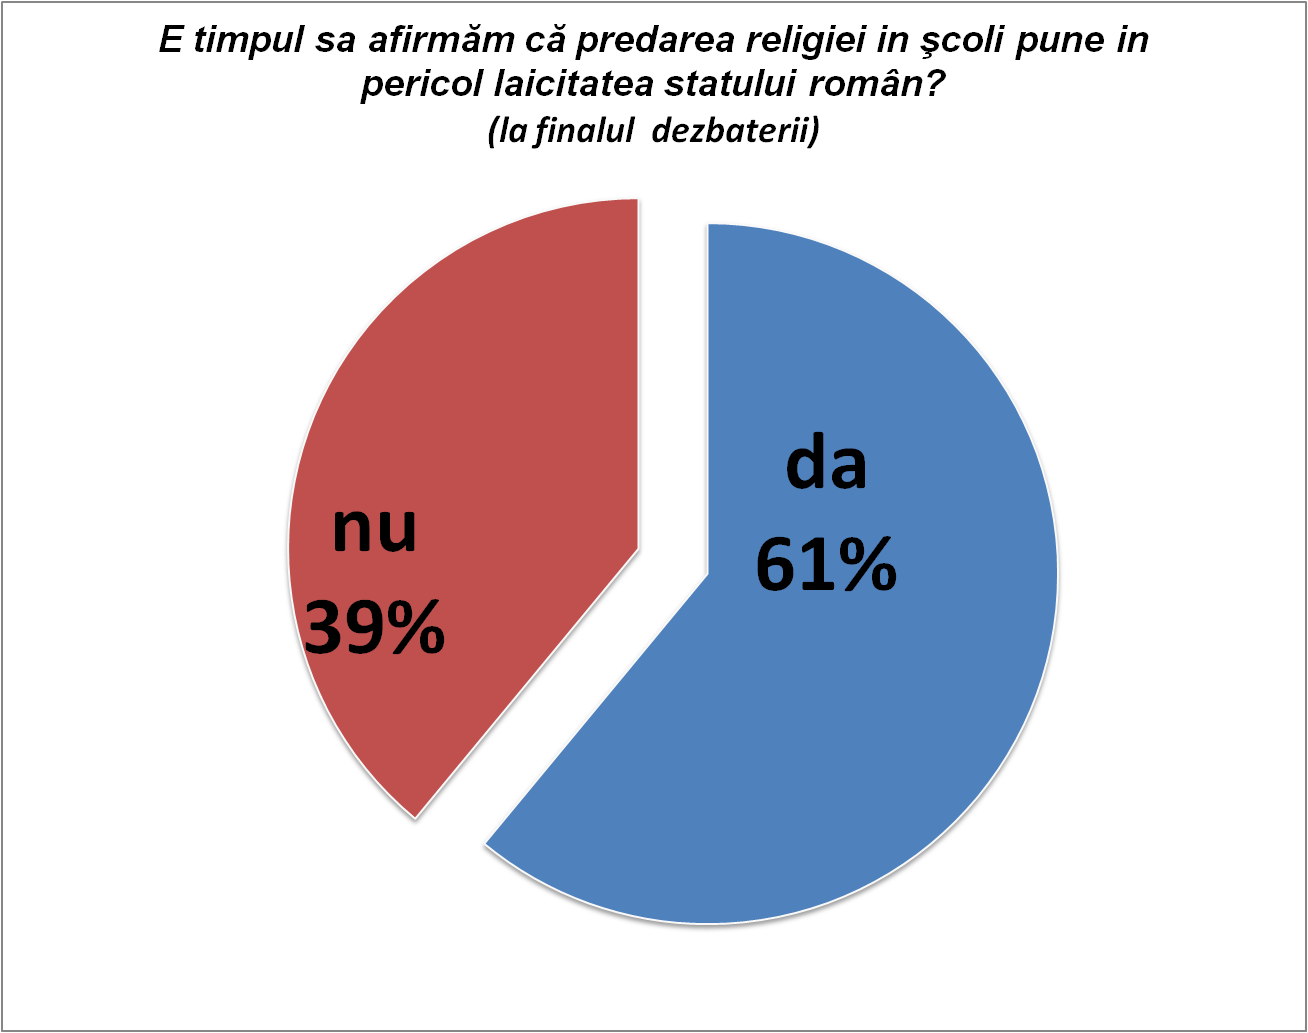 E timpul sa afirmăm că predarea religiei in şcoli pune in
pericol laicitatea statului român?
(la finalul dezbaterii)
da
61%
nu
39%